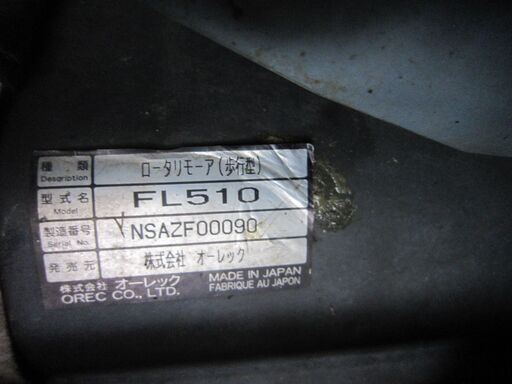 種類 ロータリモーア(歩行型)
Description
型式名 FL510
Model
製造番号 NSAZF00090
Serial No.
発売元 株式会社 オーレック
株式会社 オーレック MADE IN JAPAN
OREC CO., LTD. FABRIQUE AU JAPON